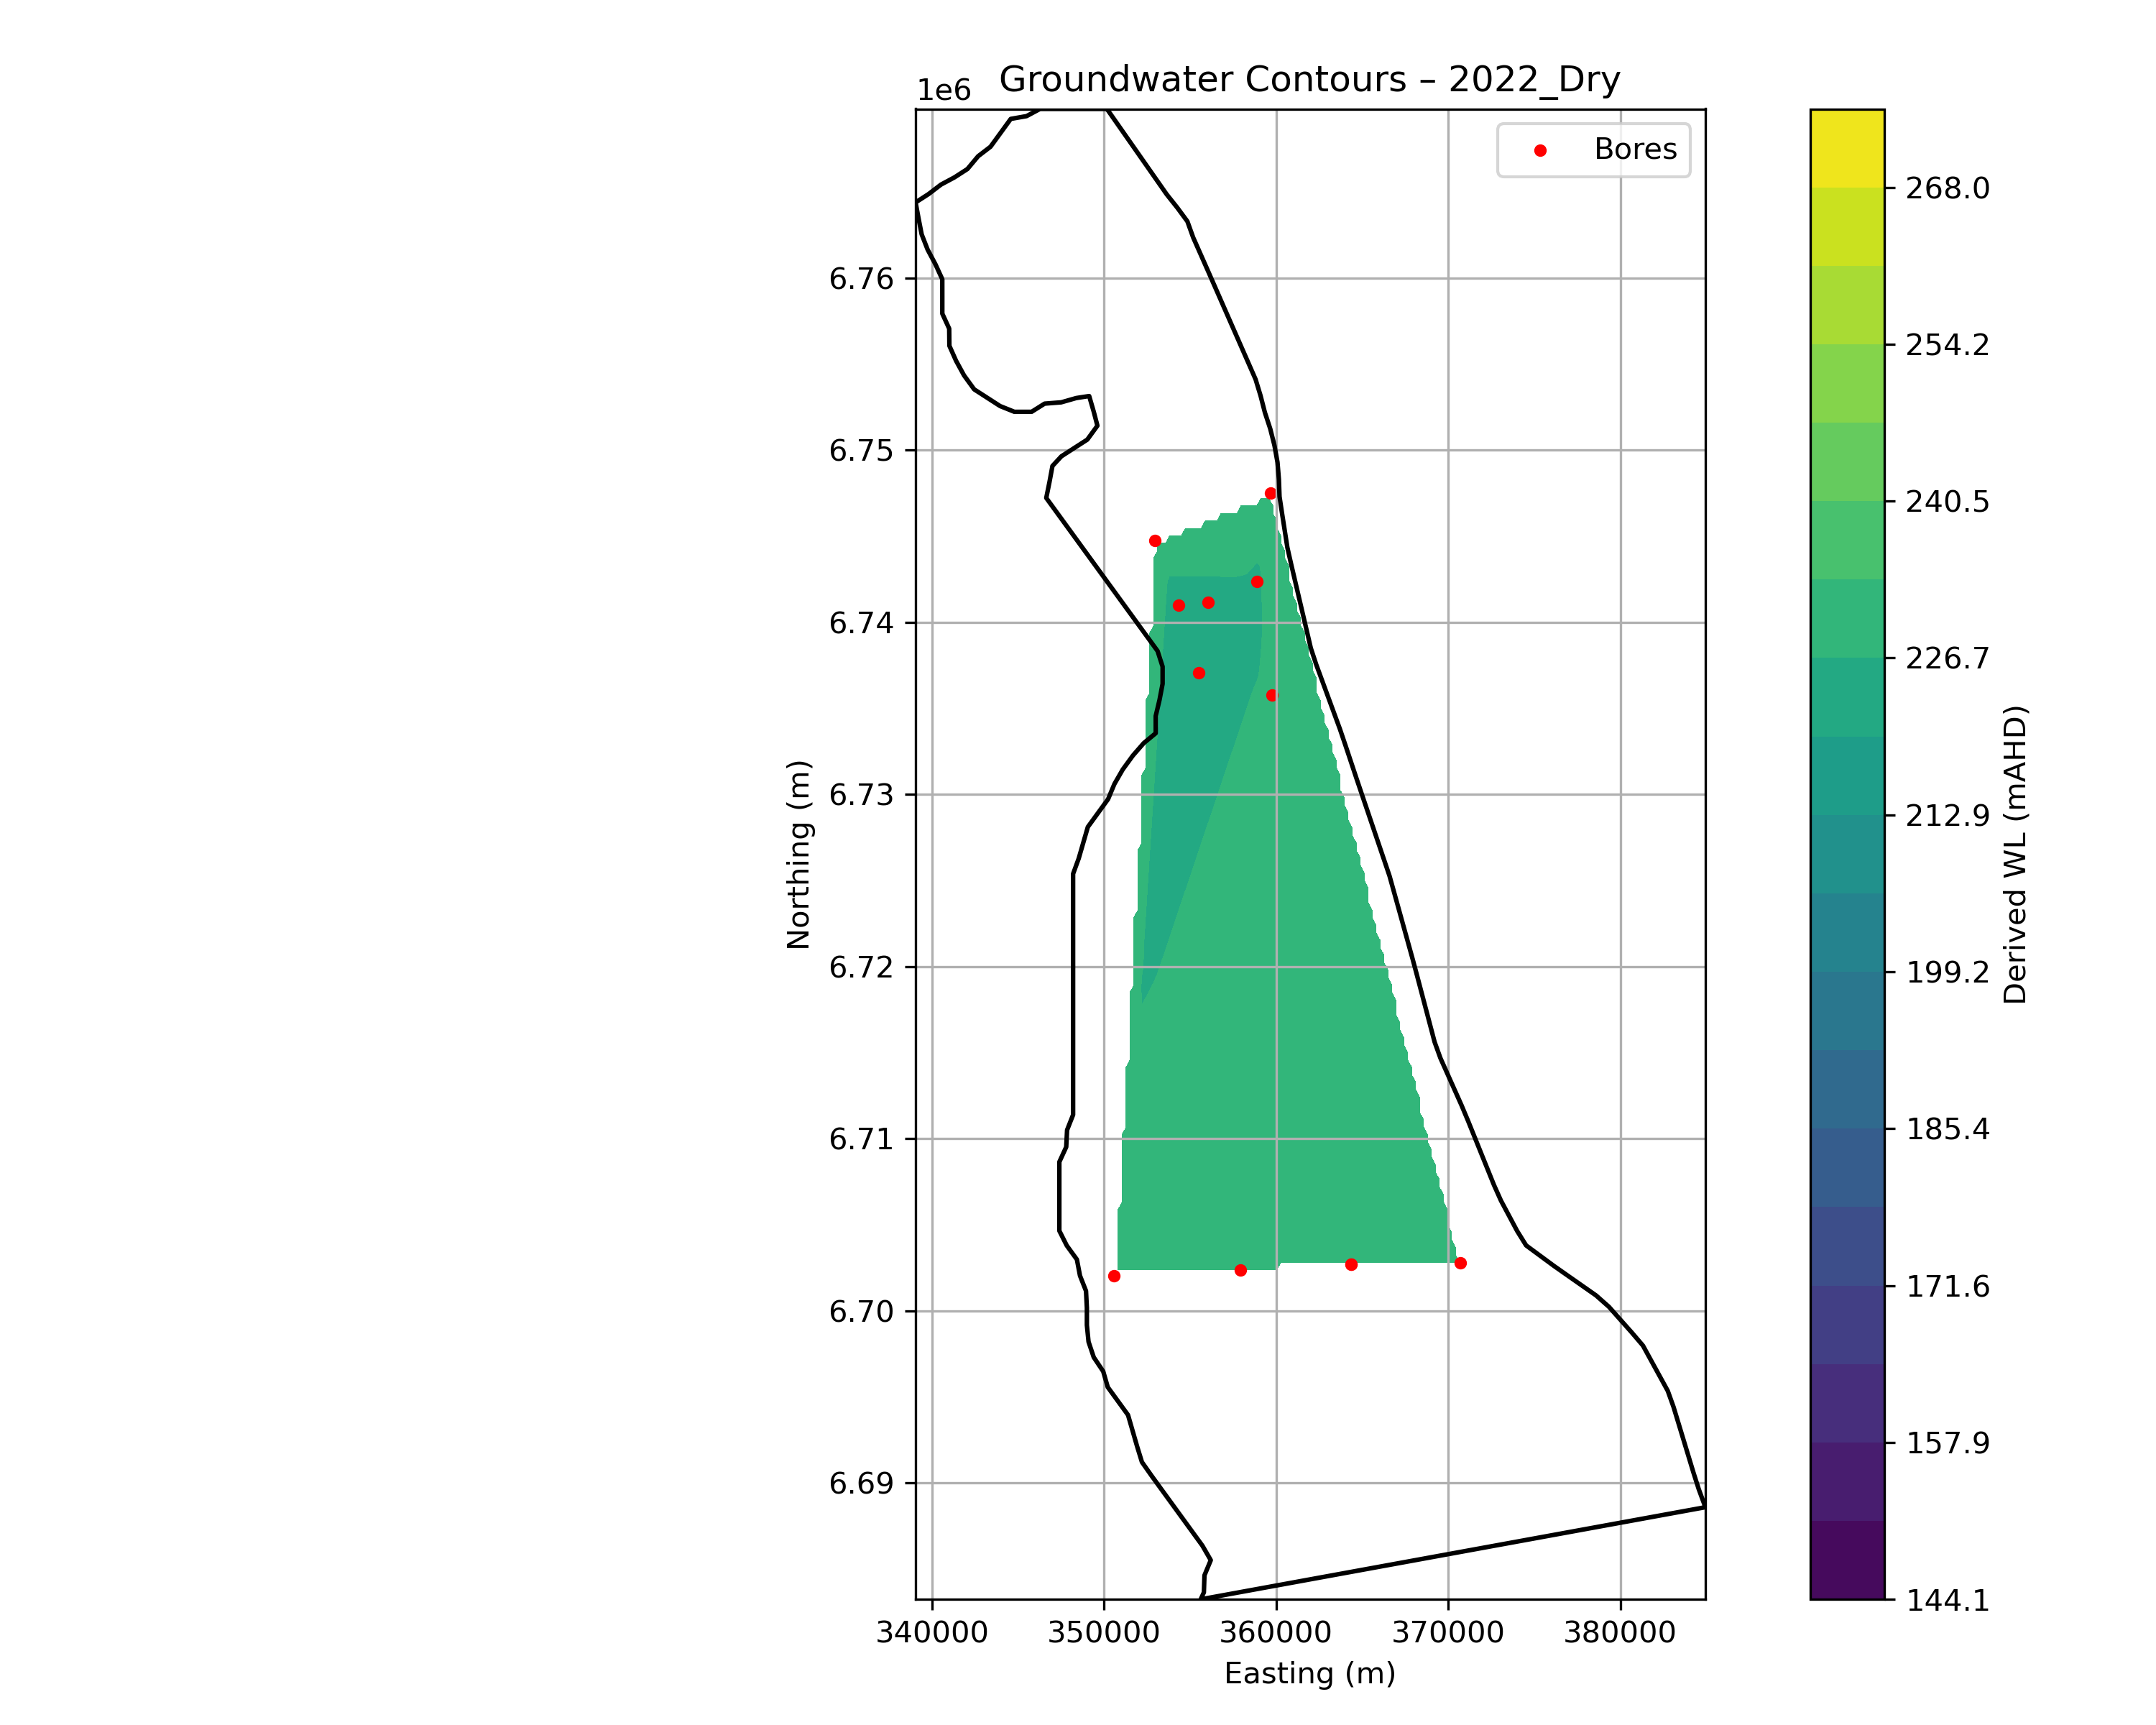 Groundwater Contours – 2022_Dry
1e6
Bores
6.76
6.75
6.74
6.73
6.72
6.71
6.70
6.69
Northing (m)
340000 350000 360000 370000 380000
Easting (m)
268.0
254.2
240.5
226.7
212.9
199.2
185.4
171.6
157.9
144.1
Derived WL (mAHD)